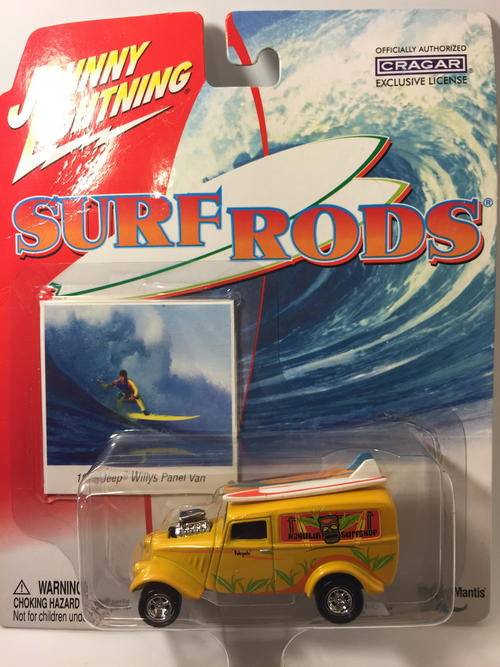 JOHNNY
LIGHTNING
OFFICIALLY AUTHORIZED
CRAGAR
EXCLUSIVE LICENSE
SURF RODS®
Jeep® Willys Panel Van
SURFSHOP
WARNING
CHOKING HAZARD
Not for children
Mantis